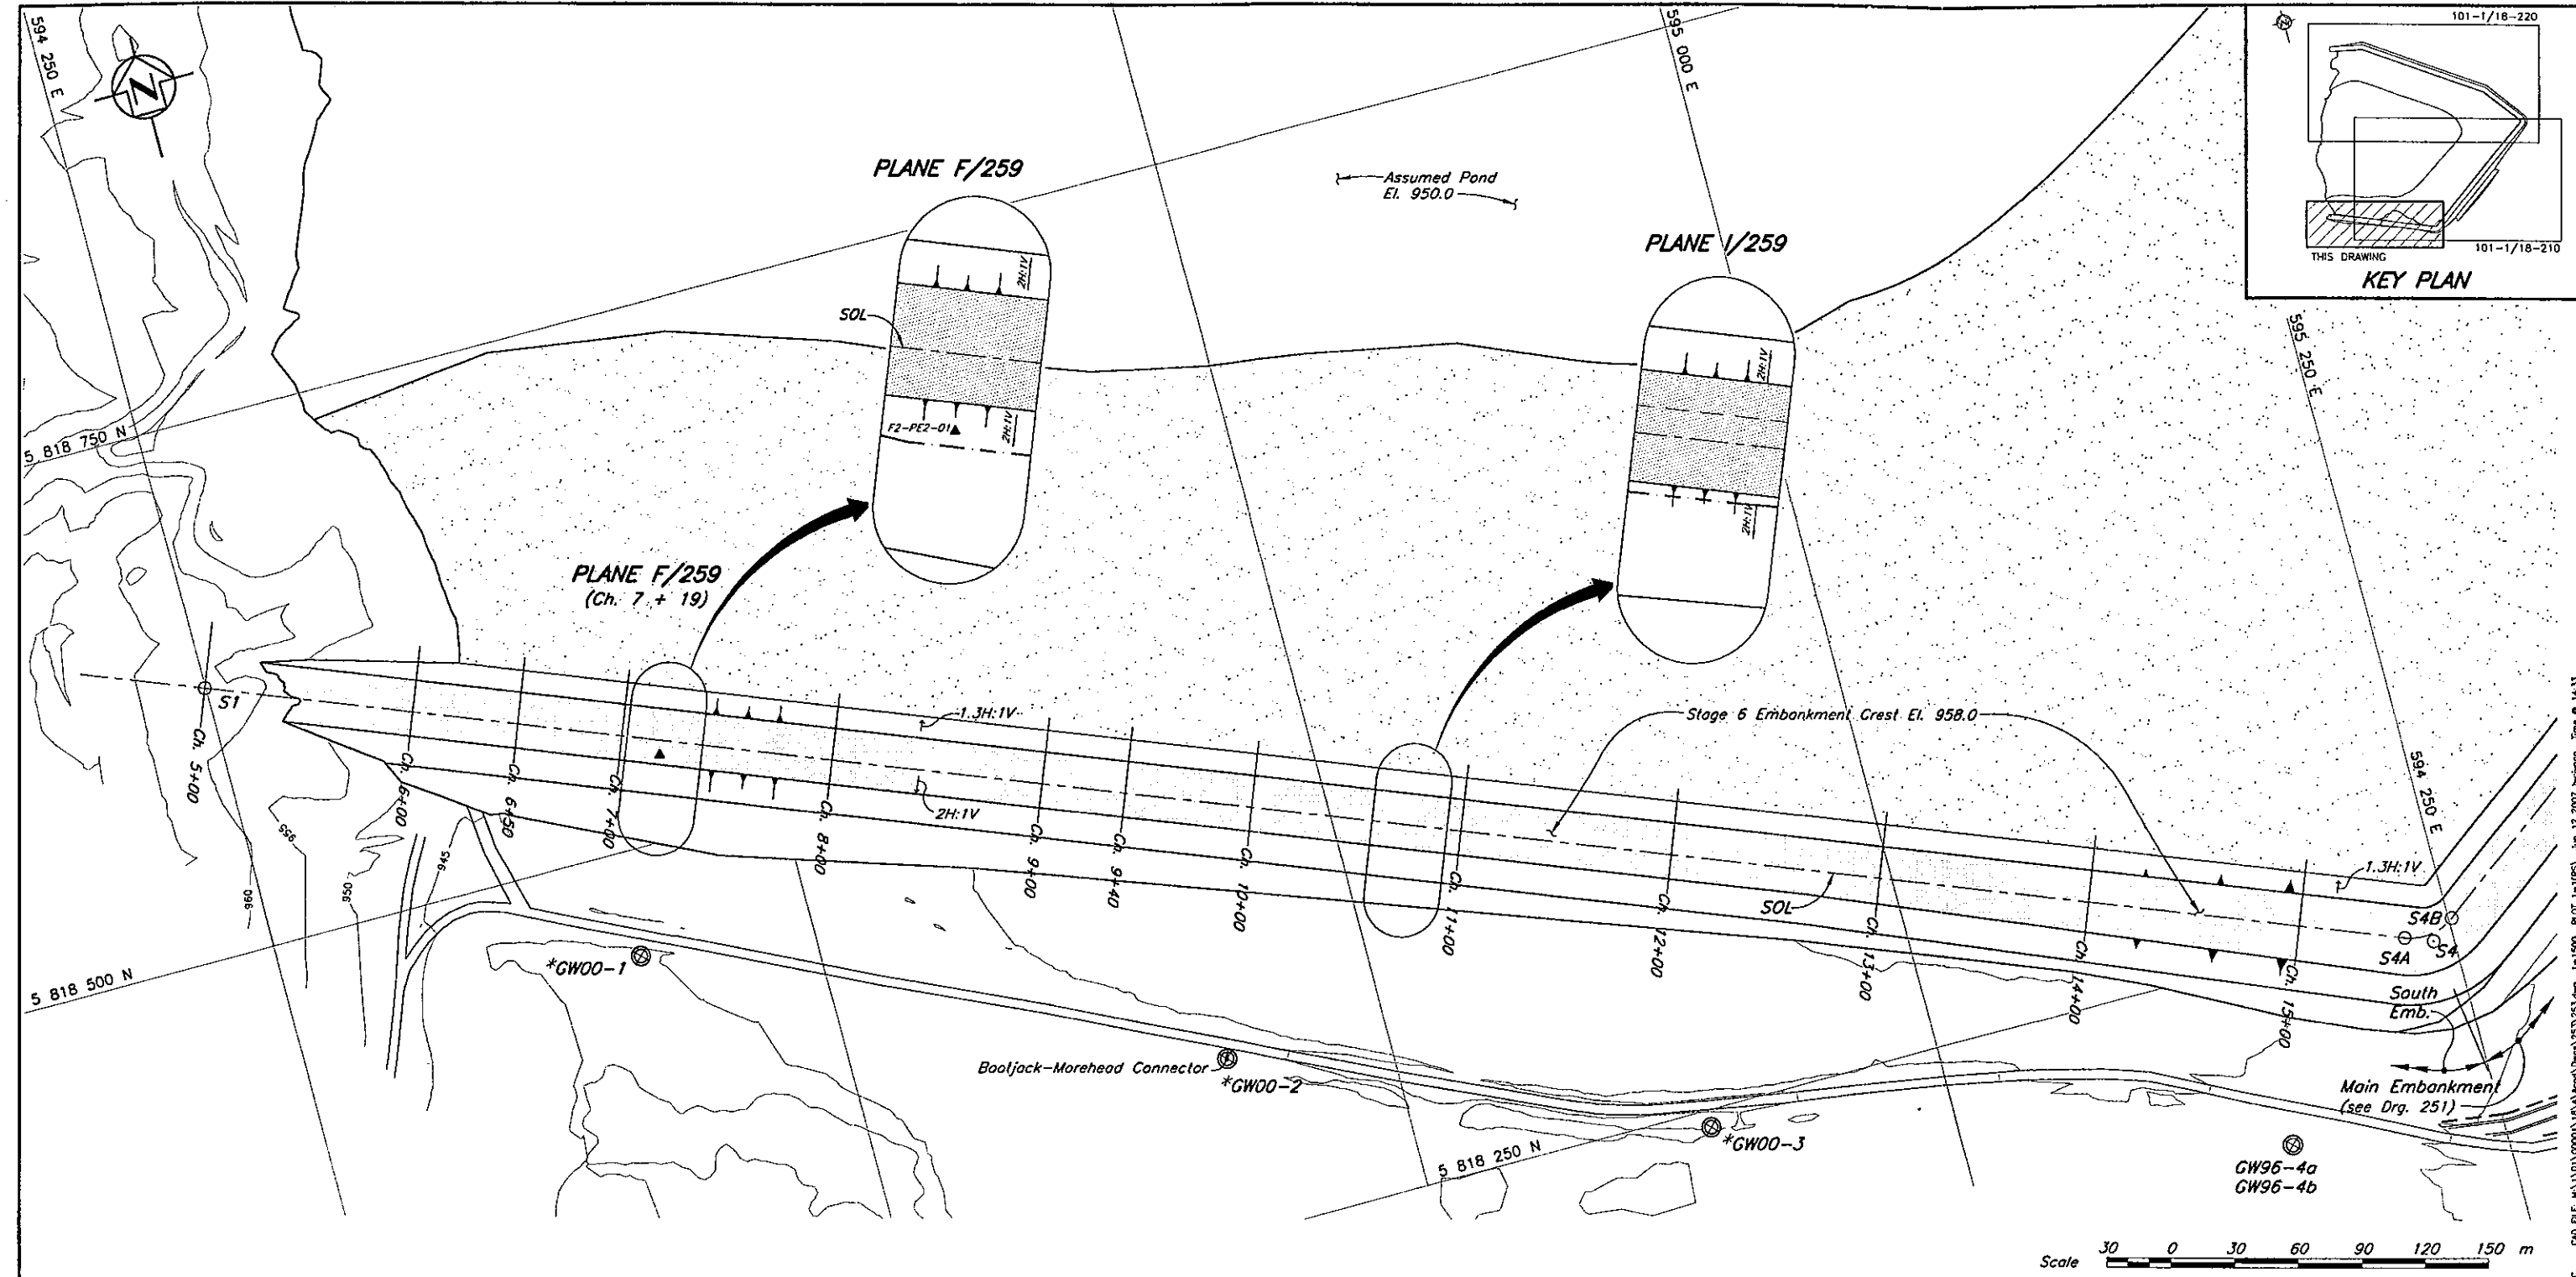 594 250 E
N
PLANE F/259
2H:1V
SOL
F2-PE2-01
2H:1V
Assumed Pond
El. 950.0
595 000 E
PLANE I/259
2H:1V
2H:1V
101-1/18-220
THIS DRAWING
101-1/18-210
KEY PLAN
595 250 E
5 818 750 N
PLANE F/259
(Ch. 7 + 19)
S1
Ch. 5+00
Ch. 6+00
Ch. 6+50
Ch. 7+00
Ch. 8+00
Ch. 9+00
Ch. 9+40
Ch. 10+00
Ch. 11+00
Ch. 12+00
Ch. 13+00
Ch. 14+00
Ch. 15+00
1.3H:1V
2H:1V
Stage 6 Embankment Crest El. 958.0
SOL
1.3H:1V
594 250 E
S4B
S4A
S4
South
Emb.
Main Embankment
(see Drg. 251)
955
960
950
945
5 818 500 N
*GW00-1
Bootjack-Morehead Connector
*GW00-2
*GW00-3
5 818 250 N
GW96-4a
GW96-4b
Scale 30 0 30 60 90 120 150 m